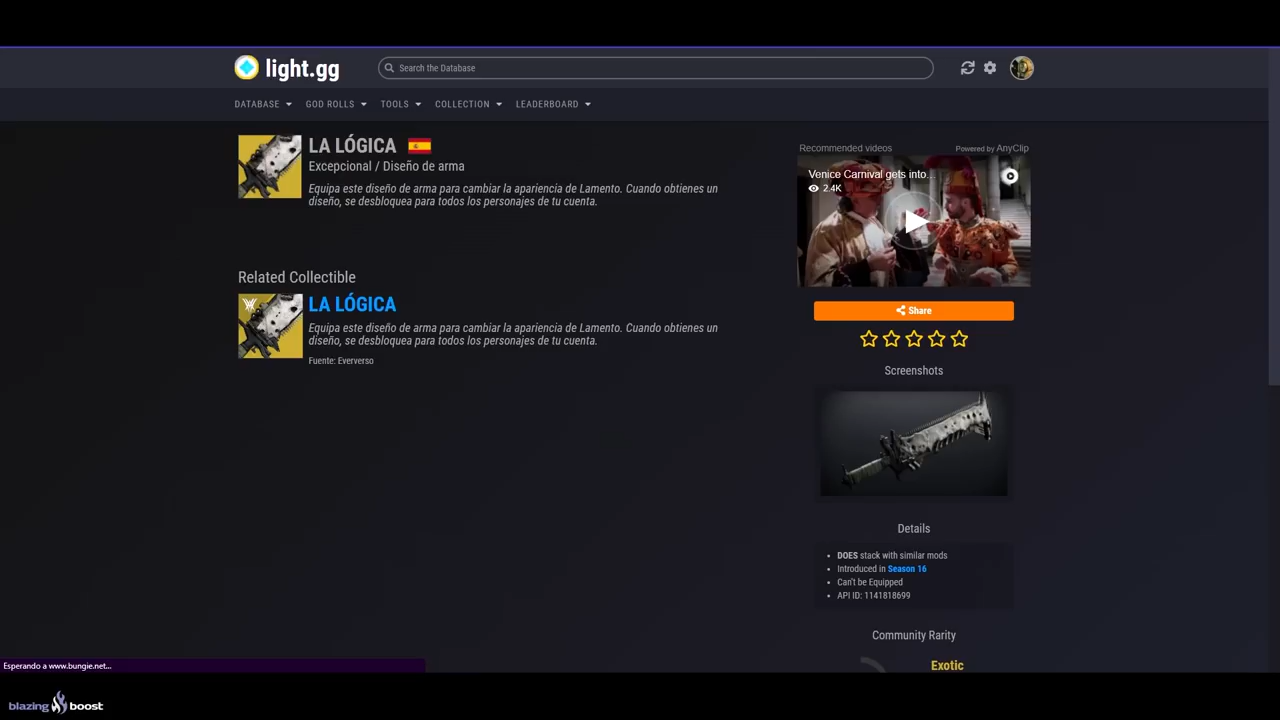 light.gg
Search the Database
DATABASE
GOD ROLLS
TOOLS
COLLECTION
LEADERBOARD
LA LÓGICA
Excepcional / Diseño de arma
Equipa este diseño de arma para cambiar la apariencia de Lamento. Cuando obtienes un
diseño, se desbloquea para todos los personajes de tu cuenta.
Related Collectible
LA LÓGICA
Equipa este diseño de arma para cambiar la apariencia de Lamento. Cuando obtienes un
diseño, se desbloquea para todos los personajes de tu cuenta.
Fuente: Eververso
Recommended videos
Powered by AnyClip
Venice Carnival gets into...
2.4K
Share
Screenshots
Details
DOES stack with similar mods
Introduced in Season 16
Can't be Equipped
API ID: 1141818699
Community Rarity
Exotic
Esperando a www.bungie.net...
blazing boost